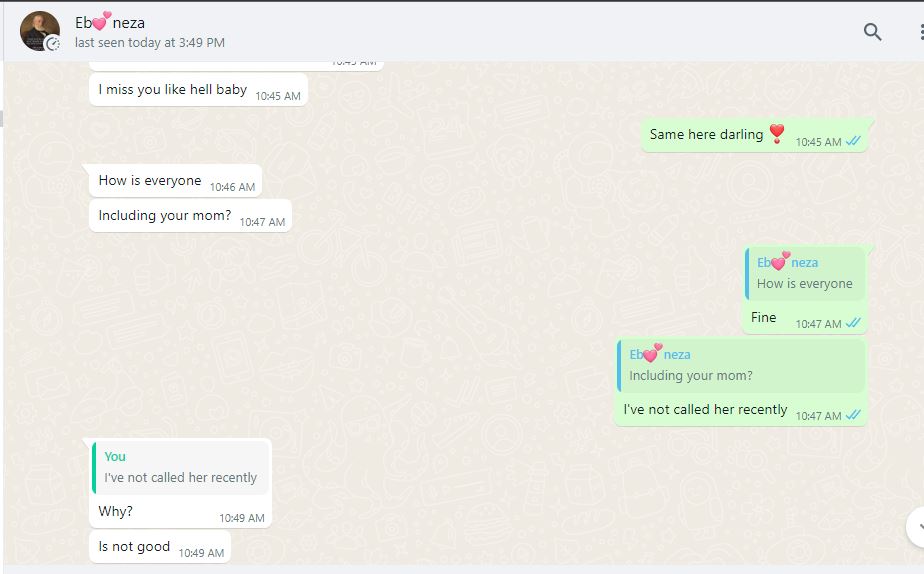 Eb💕neza
last seen today at 3:49 PM
10:45 AM
I miss you like hell baby 10:45 AM
Same here darling ❣️ 10:45 AM
How is everyone 10:46 AM
Including your mom? 10:47 AM
Eb💕neza
How is everyone
Fine 10:47 AM
Eb💕neza
Including your mom?
I've not called her recently 10:47 AM
You
I've not called her recently
Why? 10:49 AM
Is not good 10:49 AM